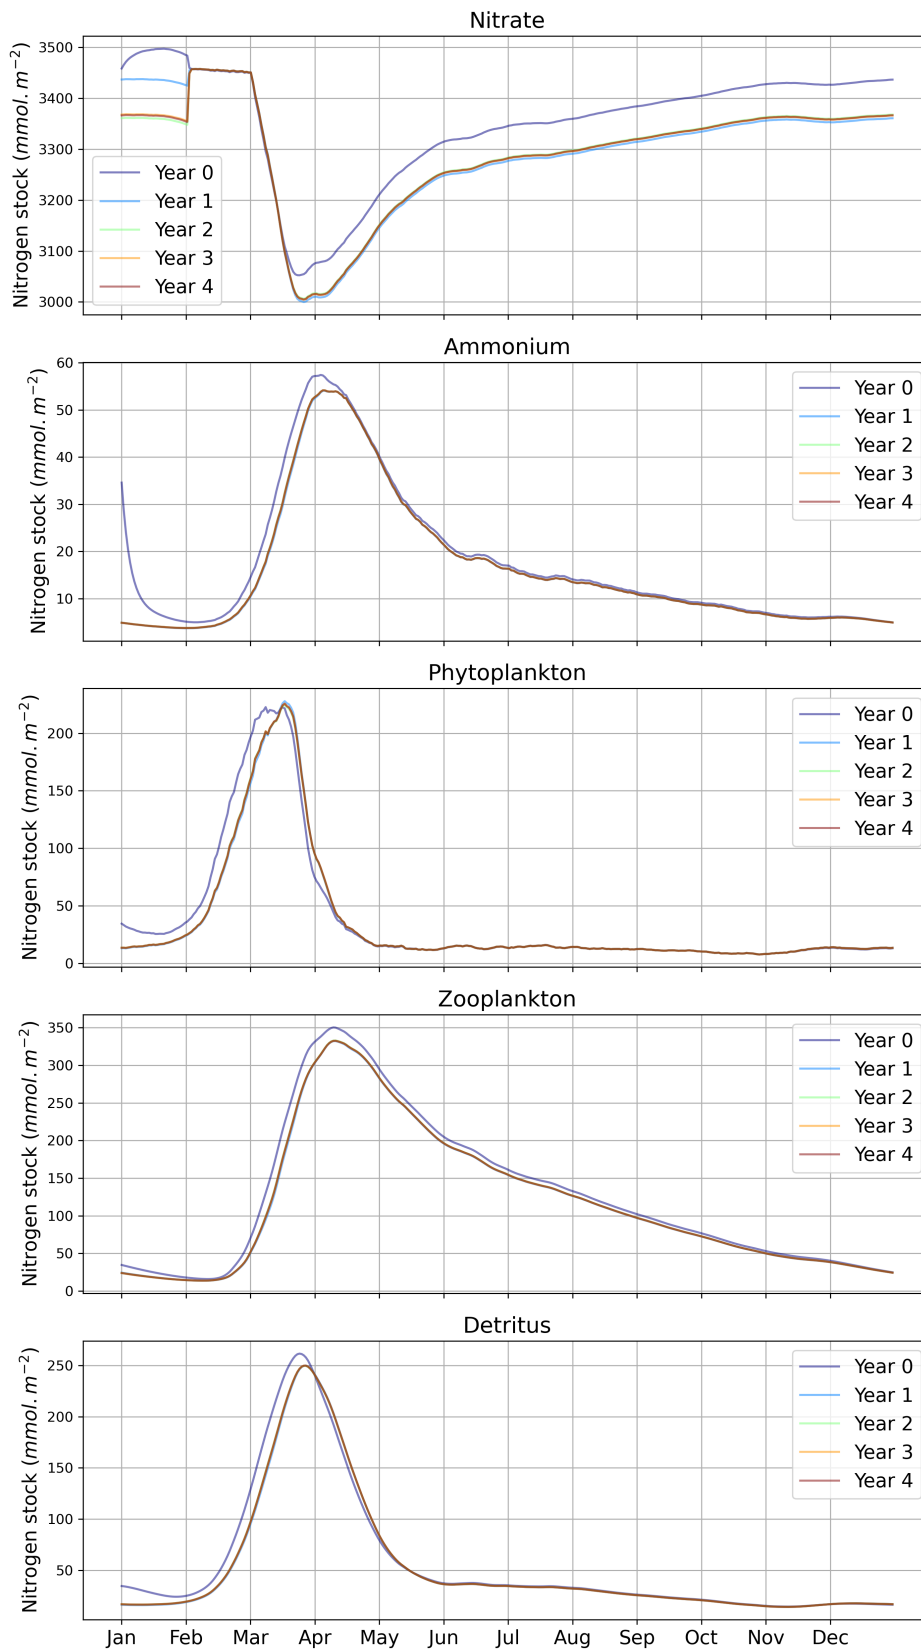 Nitrate
Nitrogen stock (mmol. m−2)
3500
3400
3300
3200
3100
3000
Year 0
Year 1
Year 2
Year 3
Year 4
Ammonium
Nitrogen stock (mmol. m−2)
60
50
40
30
20
10
Year 0
Year 1
Year 2
Year 3
Year 4
Phytoplankton
Nitrogen stock (mmol. m−2)
200
150
100
50
0
Year 0
Year 1
Year 2
Year 3
Year 4
Zooplankton
Nitrogen stock (mmol. m−2)
350
300
250
200
150
100
50
0
Year 0
Year 1
Year 2
Year 3
Year 4
Detritus
Nitrogen stock (mmol. m−2)
250
200
150
100
50
Year 0
Year 1
Year 2
Year 3
Year 4
Jan Feb Mar Apr May Jun Jul Aug Sep Oct Nov Dec